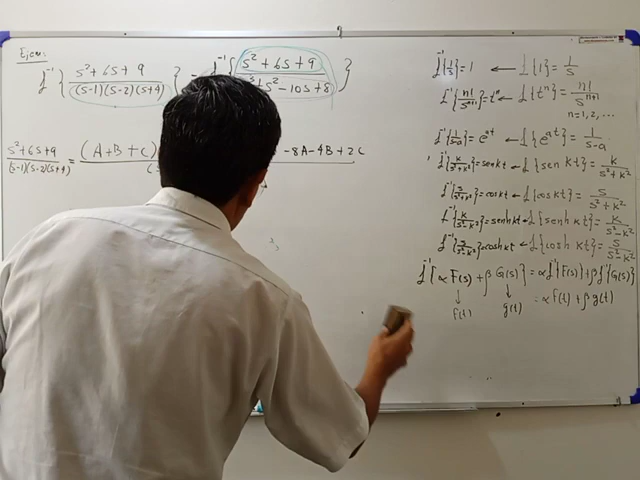 Ejem:
ℒ⁻¹ { s²+6s+9 / (s-1)(s-2)(s+4) } = ℒ⁻¹ { s²+6s+9 / s² - 10s + 8 }
s²+6s+9 / (s-1)(s-2)(s+4) = (A+B+C) - 8A - 4B + 2C
ℒ⁻¹{1/s} = 1 ← ℒ{1} = 1/s
ℒ⁻¹{n!/sⁿ⁺¹} = tⁿ ← ℒ{tⁿ} = n!/sⁿ⁺¹
n=1, 2, ...
ℒ⁻¹{1/s-a} = eᵃᵗ ← ℒ{eᵃᵗ} = 1/s-a
ℒ⁻¹{k/s²+k²} = sen kt ← ℒ{sen kt} = k/s²+k²
ℒ⁻¹{s/s²+k²} = cos kt ← ℒ{cos kt} = s/s²+k²
ℒ⁻¹{k/s²-k²} = senh kt ← ℒ{senh kt} = k/s²-k²
ℒ⁻¹{s/s²-k²} = cosh kt ← ℒ{cosh kt} = s/s²-k²
ℒ⁻¹{α F(s) + β G(s)} = α ℒ⁻¹{F(s)} + β ℒ⁻¹{G(s)}
↓ ↓ = α f(t) + β g(t)
f(t) g(t)